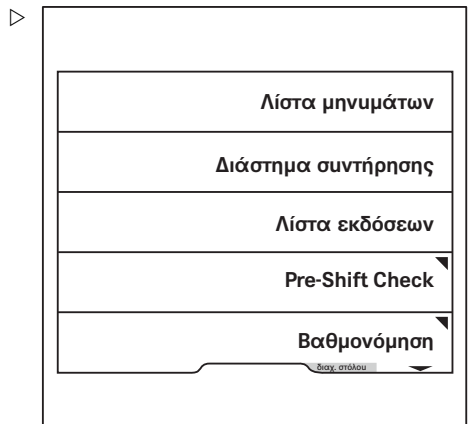 Λίστα μηνυμάτων
Διάστημα συντήρησης
Λίστα εκδόσεων
Pre-Shift Check
Βαθμονόμηση
διαχ. στόλου